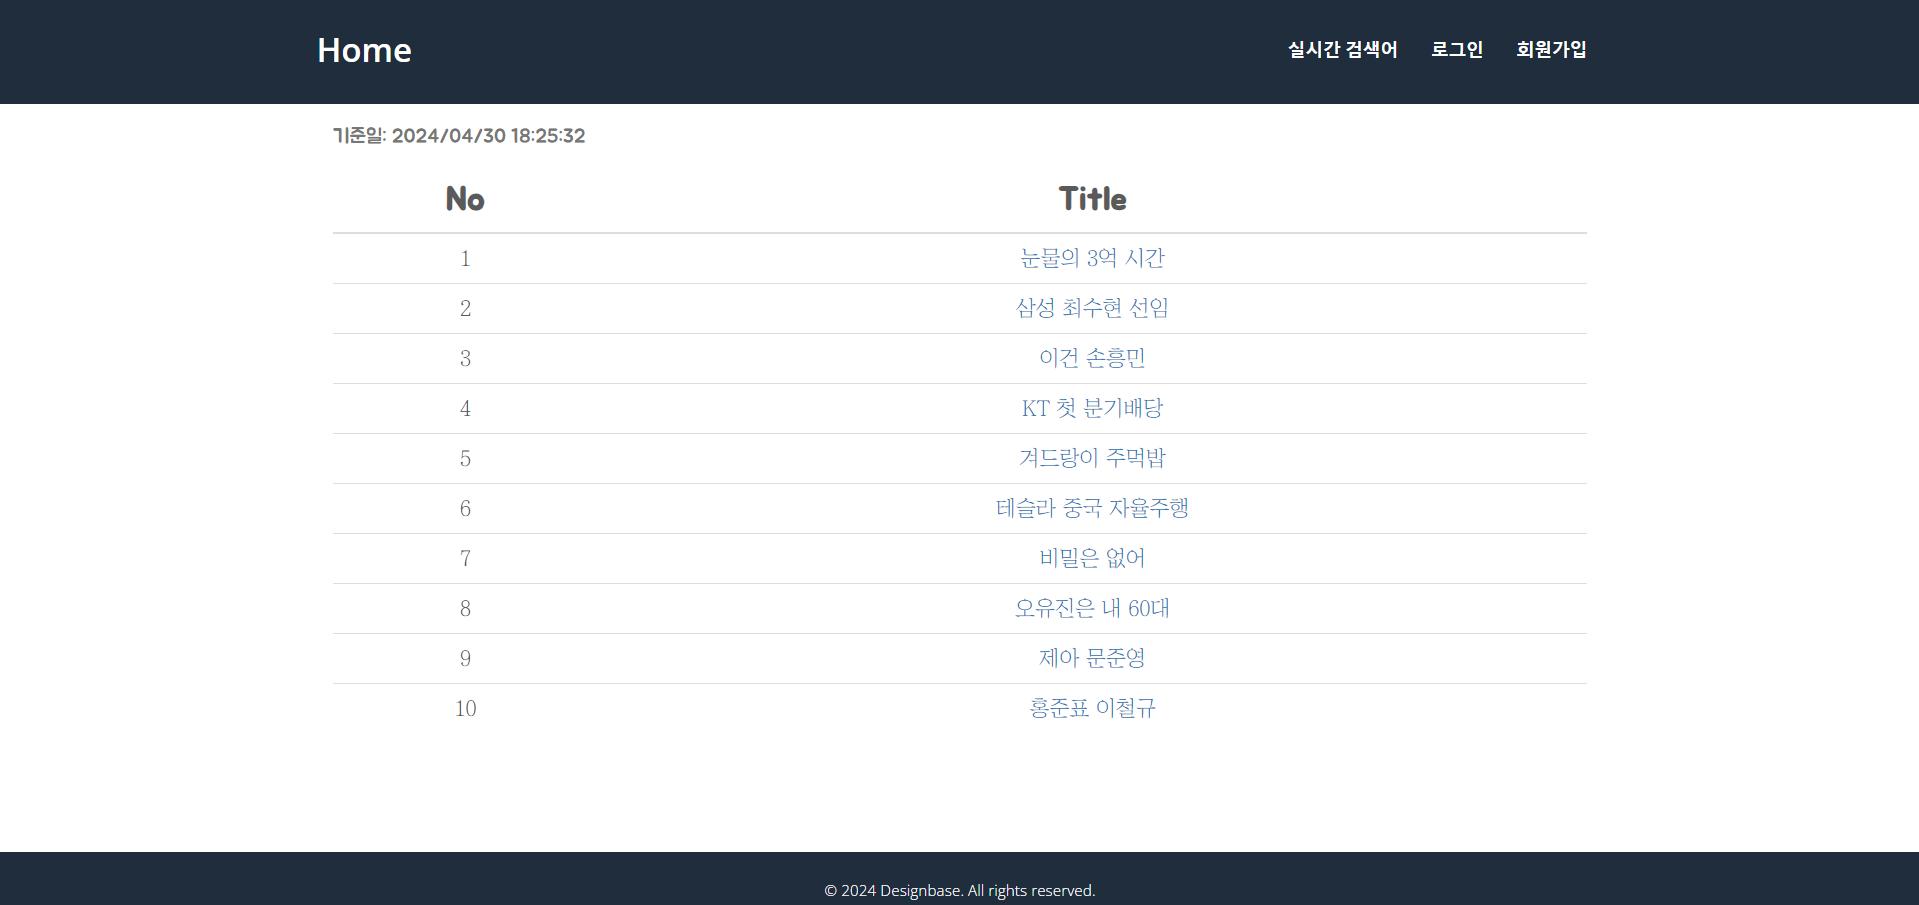 Home 실시간 검색어 로그인 회원가입
기준일: 2024/04/30 18:25:32
No Title
1 눈물의 3억 시간
2 삼성 최수현 선임
3 이건 손흥민
4 KT 첫 분기배당
5 겨드랑이 주먹밥
6 테슬라 중국 자율주행
7 비밀은 없어
8 오유진은 내 60대
9 제아 문준영
10 홍준표 이철규
© 2024 Designbase. All rights reserved.